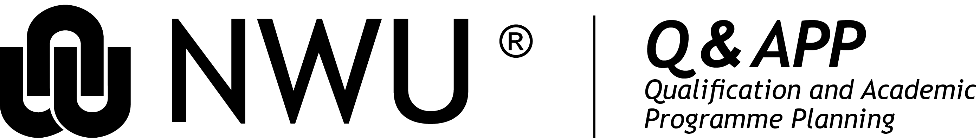 NWU®
Q & APP
Qualification and Academic
Programme Planning